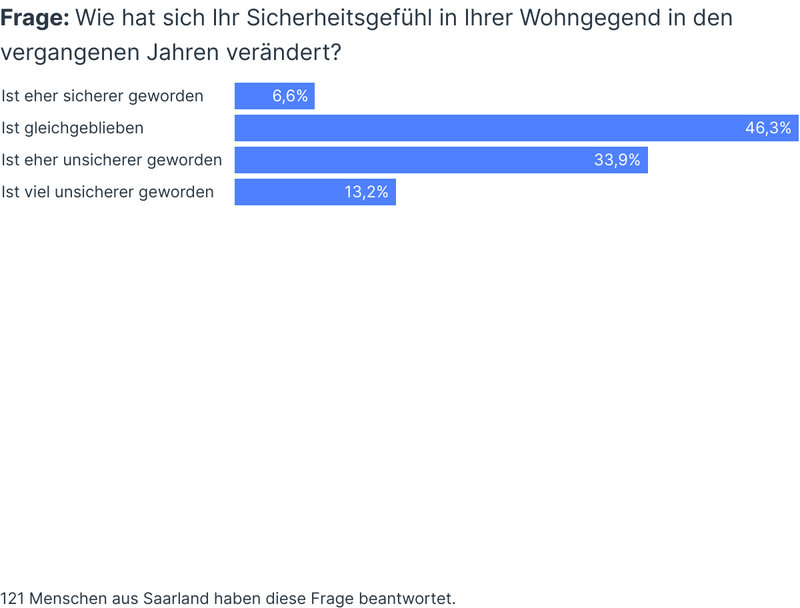 Frage: Wie hat sich Ihr Sicherheitsgefühl in Ihrer Wohngegend in den
vergangenen Jahren verändert?
Ist eher sicherer geworden 6,6%
Ist gleichgeblieben 46,3%
Ist eher unsicherer geworden 33,9%
Ist viel unsicherer geworden 13,2%
121 Menschen aus Saarland haben diese Frage beantwortet.